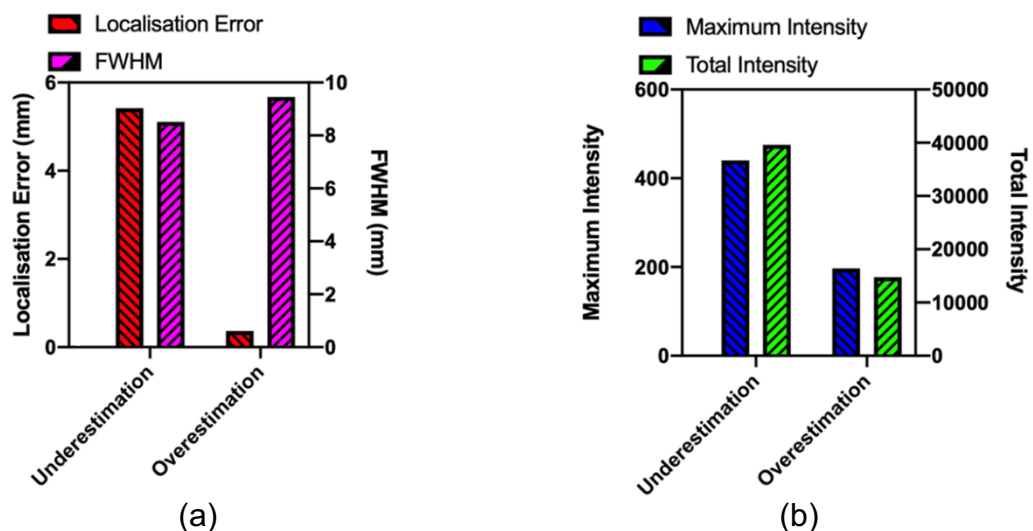 Localisation Error
FWHM
6
4
2
0
Localisation Error (mm)
10
8
6
4
2
0
FWHM (mm)
Underestimation
Overestimation
(a)
Maximum Intensity
Total Intensity
600
400
200
0
Maximum Intensity
50000
40000
30000
20000
10000
0
Total Intensity
Underestimation
Overestimation
(b)